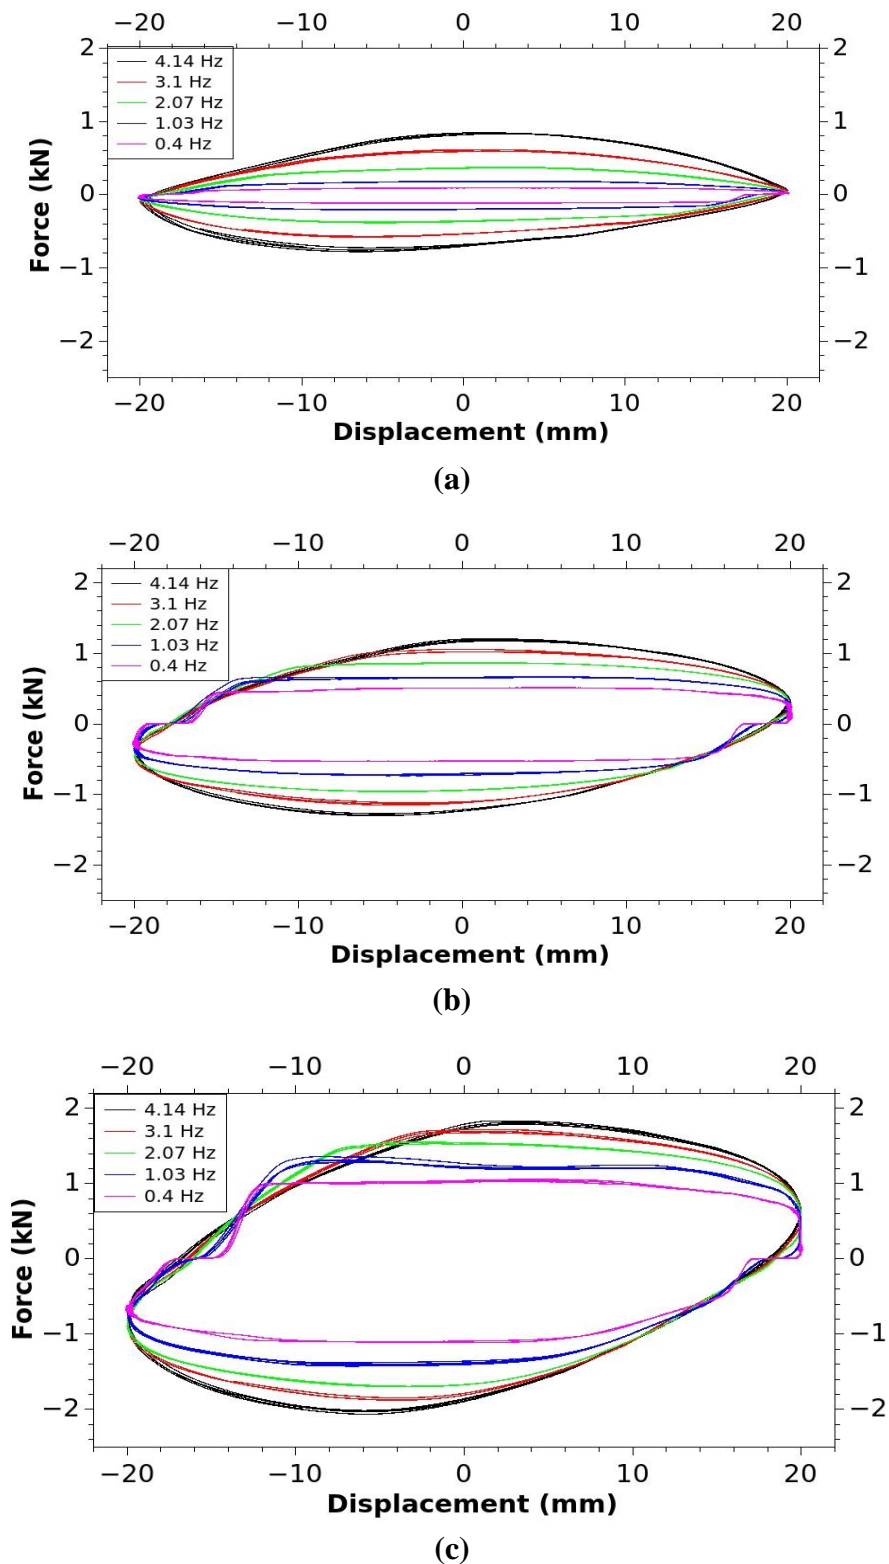 −20 −10 0 10 20
2 2
4.14 Hz
3.1 Hz
2.07 Hz
1.03 Hz
0.4 Hz
1 1
0 0
−1 −1
−2 −2
Force (kN)
−20 −10 0 10 20
Displacement (mm)
(a)
−20 −10 0 10 20
2 2
4.14 Hz
3.1 Hz
2.07 Hz
1.03 Hz
0.4 Hz
1 1
0 0
−1 −1
−2 −2
Force (kN)
−20 −10 0 10 20
Displacement (mm)
(b)
−20 −10 0 10 20
2 2
4.14 Hz
3.1 Hz
2.07 Hz
1.03 Hz
0.4 Hz
1 1
0 0
−1 −1
−2 −2
Force (kN)
−20 −10 0 10 20
Displacement (mm)
(c)